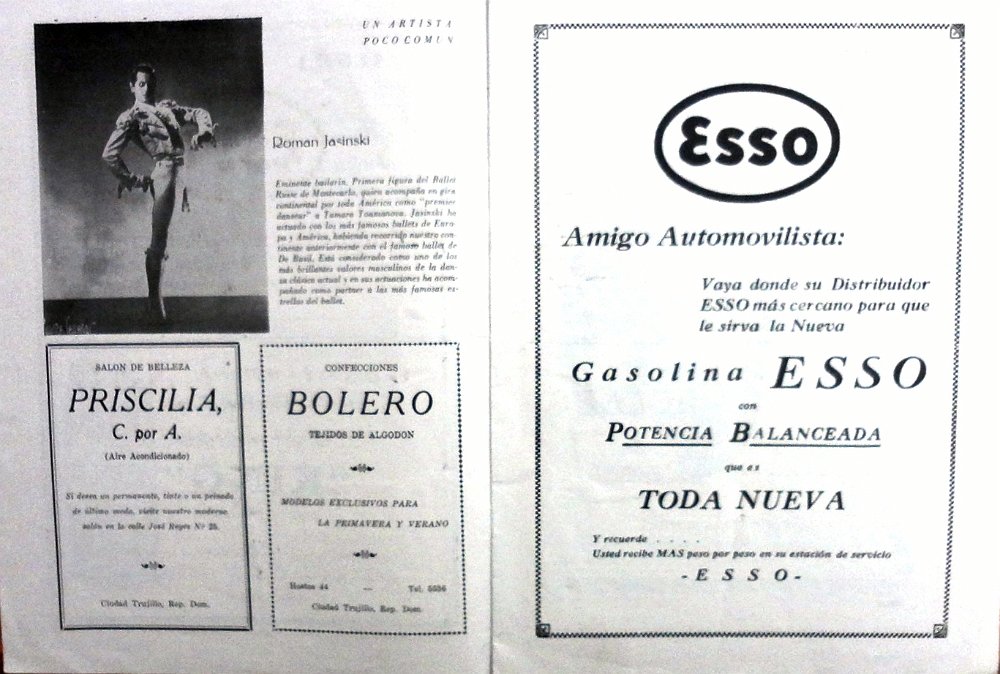 UN ARTISTA
POCO COMUN
Roman Jasinski
Eminente bailarín. Primera figura del Ballet
Russe de Montecarlo, quien acompaña en gira
continental por toda América como "premier
danseur" a Tamara Toumanova. Jasinski ha
actuado con los más famosos ballets de Euro-
pa y América, habiendo recorrido nuestro con-
tinente anteriormente con el famoso ballet de
De Basil. Está considerado como uno de los
más brillantes valores masculinos de la dan-
za clásica actual y en sus actuaciones ha acom-
pañado como partner a las más famosas es-
trellas del ballet.
SALON DE BELLEZA
PRISCILIA,
C. por A.
(Aire Acondicionado)
Si desea un permanente, tinte o un peinado
de último moda, visite nuestro moderno
salón en la calle José Reyes Nº 25.
Ciudad Trujillo, Rep. Dom.
CONFECCIONES
BOLERO
TEJIDOS DE ALGODON
MODELOS EXCLUSIVOS PARA
LA PRIMAVERA Y VERANO
Hostos 44 — Tel.
Ciudad Trujillo, Rep. Dom.
Esso
Amigo Automovilista:
Vaya donde su Distribuidor
ESSO más cercano para que
le sirva la Nueva
Gasolina ESSO
con
POTENCIA BALANCEADA
que es
TODA NUEVA
Y recuerde . . . .
Usted recibe MAS peso por peso en su estación de servicio
- E S S O -